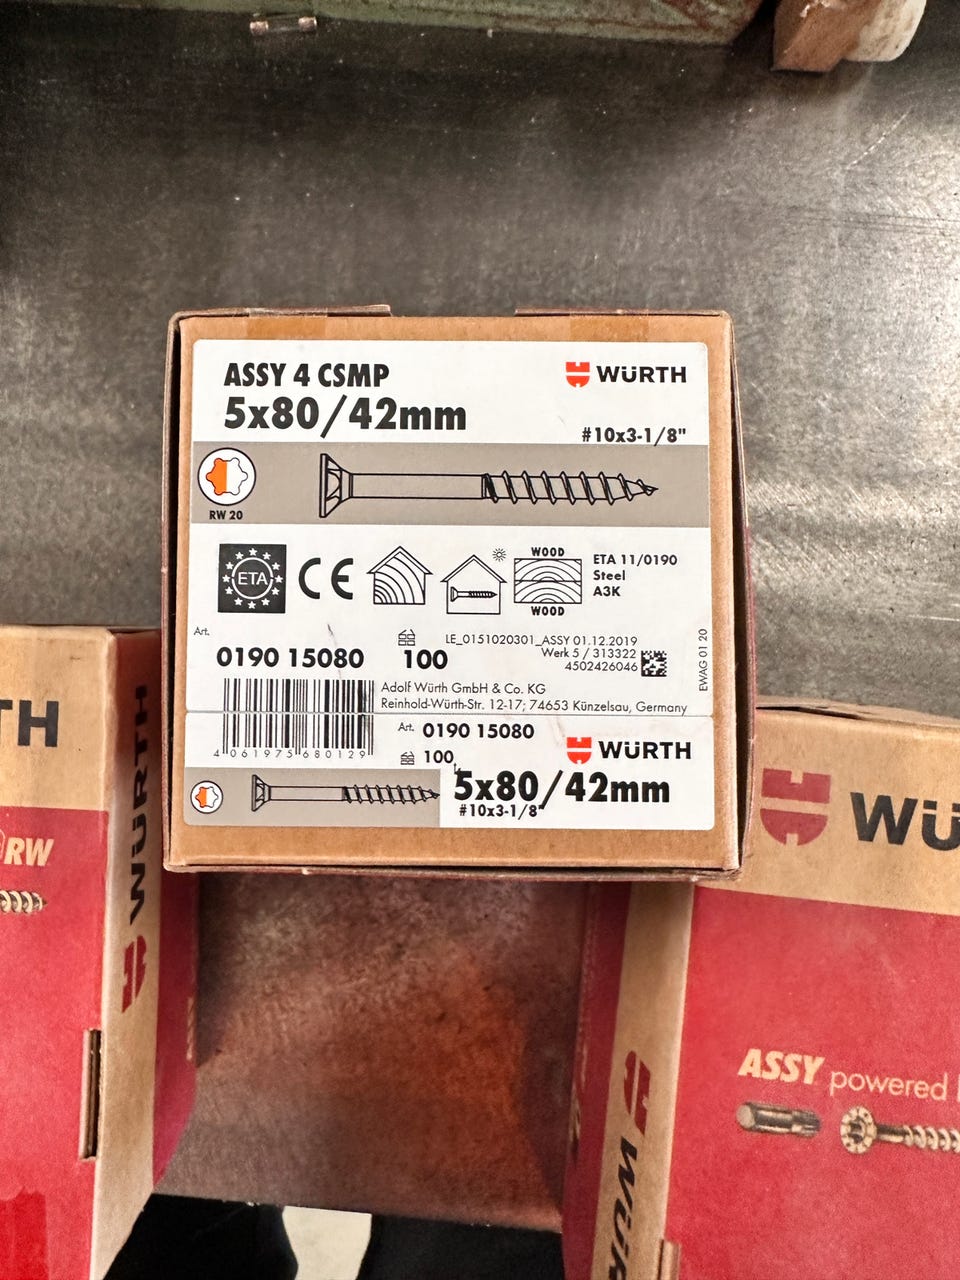 ASSY 4 CSMP
WÜRTH
5x80/42mm
#10x3-1/8"
RW 20
WOOD
ETA
CE
WOOD
ETA 11/0190
Steel
A3K
Art.
0190 15080
100
LE_0151020301_ASSY 01.12.2019
Werk 5 / 313322
4502426046
EWAG 01 20
Adolf Würth GmbH & Co. KG
Reinhold-Würth-Str. 12-17; 74653 Künzelsau, Germany
4 061975 680129
Art. 0190 15080
100
WÜRTH
5x80/42mm
#10x3-1/8"
TH
WÜRTH
RW
WÜ
ASSY powered
WÜR